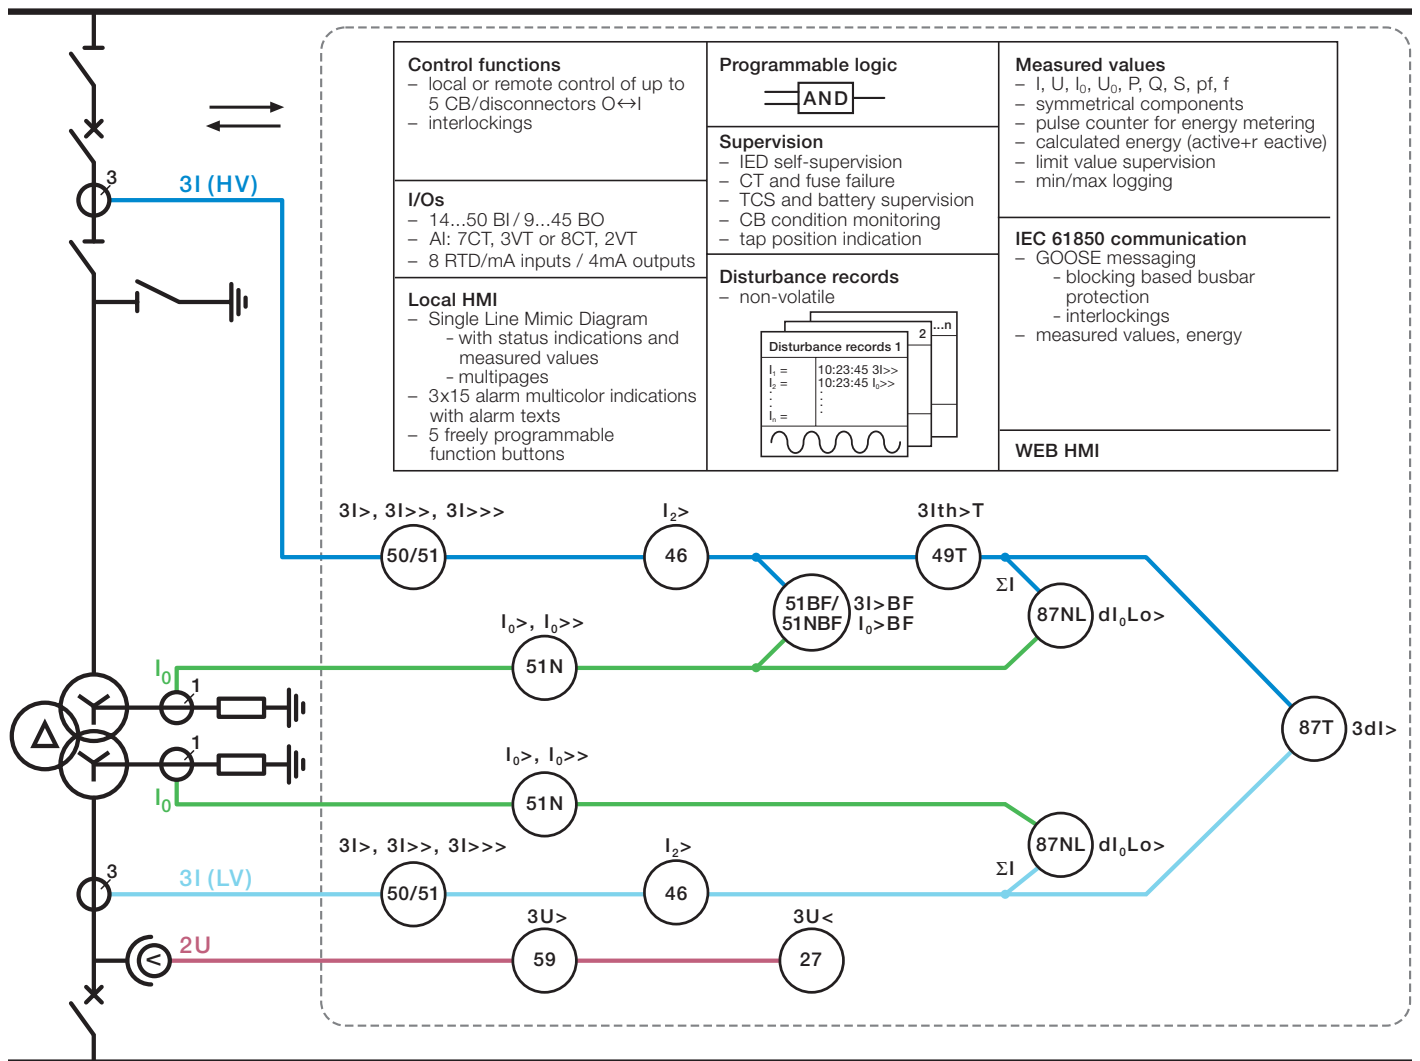 Control functions
– local or remote control of up to
5 CB/disconnectors O↔I
– interlockings
I/Os
– 14...50 BI / 9...45 BO
– AI: 7CT, 3VT or 8CT, 2VT
– 8 RTD/mA inputs / 4mA outputs
Local HMI
– Single Line Mimic Diagram
- with status indications and
measured values
- multipages
– 3x15 alarm multicolor indications
with alarm texts
– 5 freely programmable
function buttons
Programmable logic
AND
Supervision
– IED self-supervision
– CT and fuse failure
– TCS and battery supervision
– CB condition monitoring
– tap position indication
Disturbance records
– non-volatile
...n
2
Disturbance records 1
I₁ = 10:23:45 3I>>
I₂ = 10:23:45 I₀>>
Iₙ =
Measured values
– I, U, I₀, U₀, P, Q, S, pf, f
– symmetrical components
– pulse counter for energy metering
– calculated energy (active+r eactive)
– limit value supervision
– min/max logging
IEC 61850 communication
– GOOSE messaging
- blocking based busbar
protection
- interlockings
– measured values, energy
WEB HMI
3
3I (HV)
3I>, 3I>>, 3I>>>
50/51
I₂>
46
3Ith>T
49T
51BF/
51NBF
3I>BF
I₀>BF
ΣI
87NL
dI₀Lo>
I₀>, I₀>>
51N
I₀
1
87T
3dI>
Δ
1
I₀
I₀>, I₀>>
51N
87NL
dI₀Lo>
ΣI
3
3I (LV)
3I>, 3I>>, 3I>>>
50/51
I₂>
46
2U
3U>
59
3U<
27